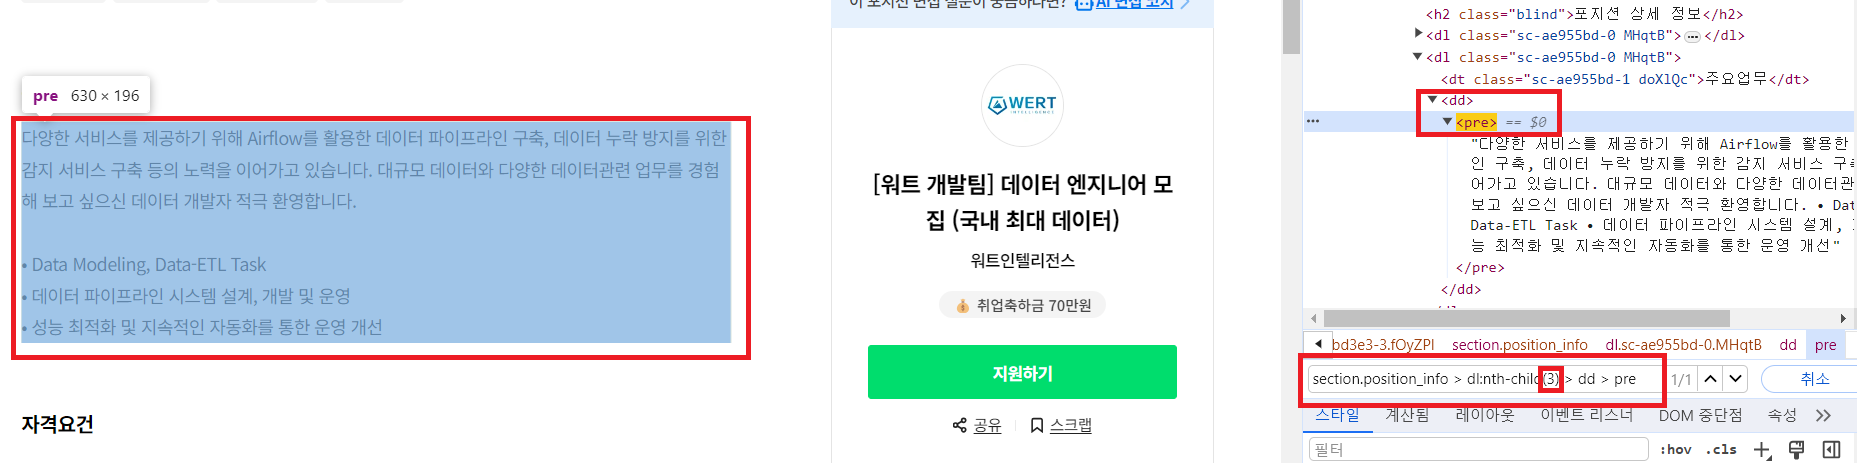 이 포지션 면접 질문이 궁금하다면? AI 면접 코치
pre 630 × 196
다양한 서비스를 제공하기 위해 Airflow를 활용한 데이터 파이프라인 구축, 데이터 누락 방지를 위한
감지 서비스 구축 등의 노력을 이어가고 있습니다. 대규모 데이터와 다양한 데이터관련 업무를 경험
해 보고 싶으신 데이터 개발자 적극 환영합니다.
• Data Modeling, Data-ETL Task
• 데이터 파이프라인 시스템 설계, 개발 및 운영
• 성능 최적화 및 지속적인 자동화를 통한 운영 개선
자격요건
WERT
INTELLIGENCE
[워트 개발팀] 데이터 엔지니어 모
집 (국내 최대 데이터)
워트인텔리전스
취업축하금 70만원
지원하기
공유 스크랩
<h2 class="blind">포지션 상세 정보</h2>
<dl class="sc-ae955bd-0 MHqtB">…</dl>
<dl class="sc-ae955bd-0 MHqtB">
<dt class="sc-ae955bd-1 doXlQc">주요업무</dt>
<dd>
<pre> == $0
"다양한 서비스를 제공하기 위해 Airflow를 활용한
인 구축, 데이터 누락 방지를 위한 감지 서비스 구축
어가고 있습니다. 대규모 데이터와 다양한 데이터관
보고 싶으신 데이터 개발자 적극 환영합니다. • Dat
Data-ETL Task • 데이터 파이프라인 시스템 설계,
능 최적화 및 지속적인 자동화를 통한 운영 개선"
</pre>
</dd>
bd3e3-3.fOyZPI section.position_info dl.sc-ae955bd-0.MHqtB dd pre
section.position_info > dl:nth-child(3) > dd > pre 1/1 취소
스타일 계산됨 레이아웃 이벤트 리스너 DOM 중단점 속성
필터 :hov .cls